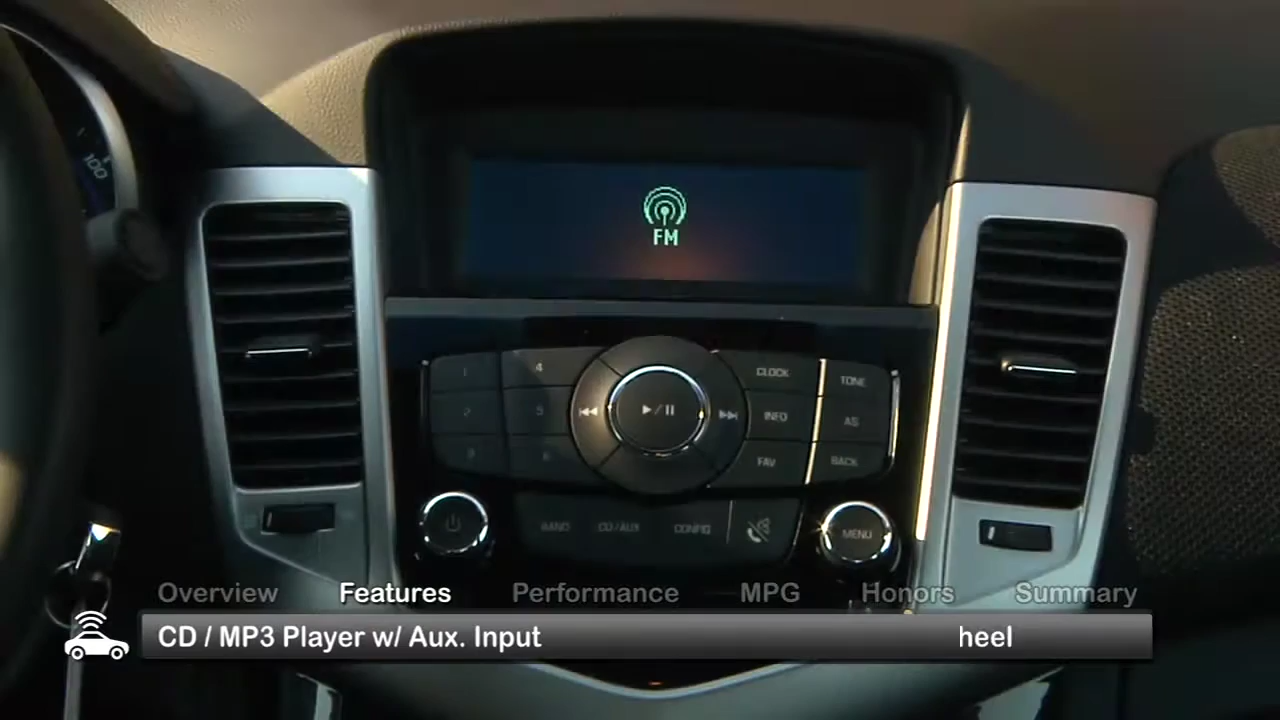 100
FM
1 4 CLOCK TONE
2 5 INFO AS
3 6 FAV BACK
BAND CD/AUX CONFIG MENU
Overview Features Performance MPG Honors Summary
CD / MP3 Player w/ Aux. Input heel